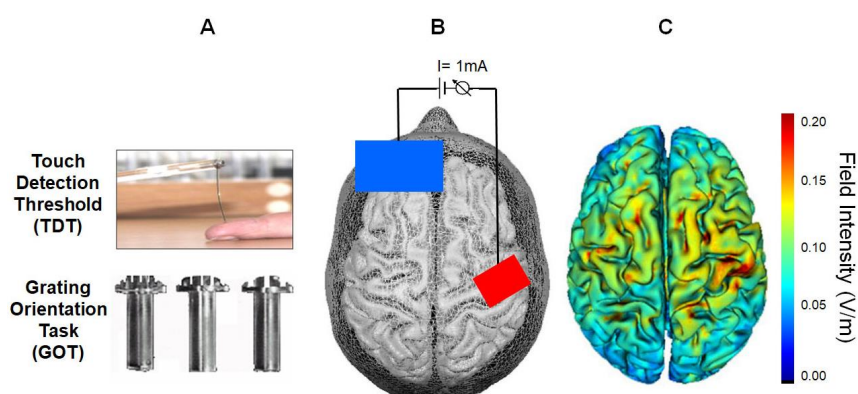 A
B
C
I= 1mA
Touch
Detection
Threshold
(TDT)
Grating
Orientation
Task
(GOT)
0.20
0.15
0.10
0.05
0.00
Field Intensity (V/m)